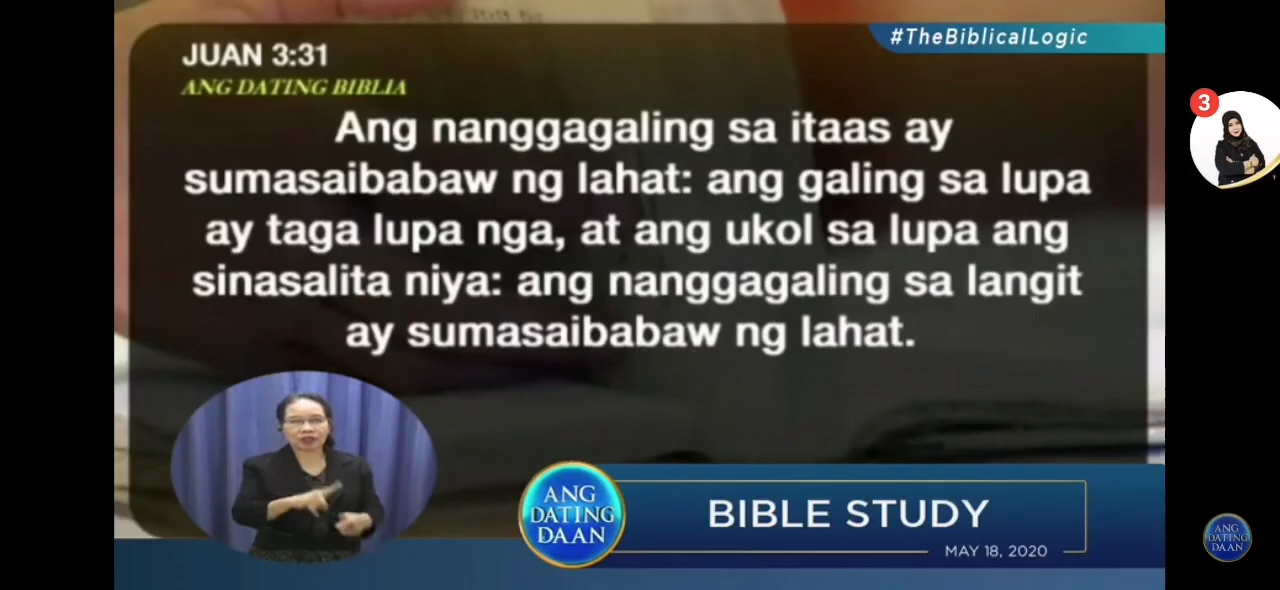 #TheBiblicalLogic
JUAN 3:31
ANG DATING BIBLIA
Ang nanggagaling sa itaas ay
sumasaibabaw ng lahat: ang galing sa lupa
ay taga lupa nga, at ang ukol sa lupa ang
sinasalita niya: ang nanggagaling sa langit
ay sumasaibabaw ng lahat.
3
ANG
DATING
DAAN
BIBLE STUDY
MAY 18, 2020
ANG
DATING
DAAN